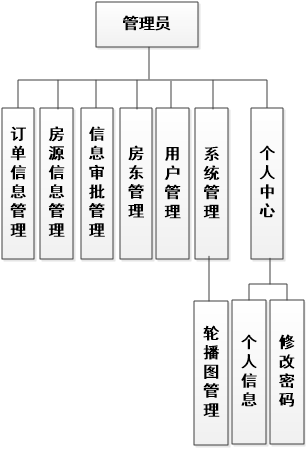 管理员
订单信息管理
房源信息管理
信息审批管理
房东管理
用户管理
系统管理
个人中心
轮播图管理
个人信息
修改密码